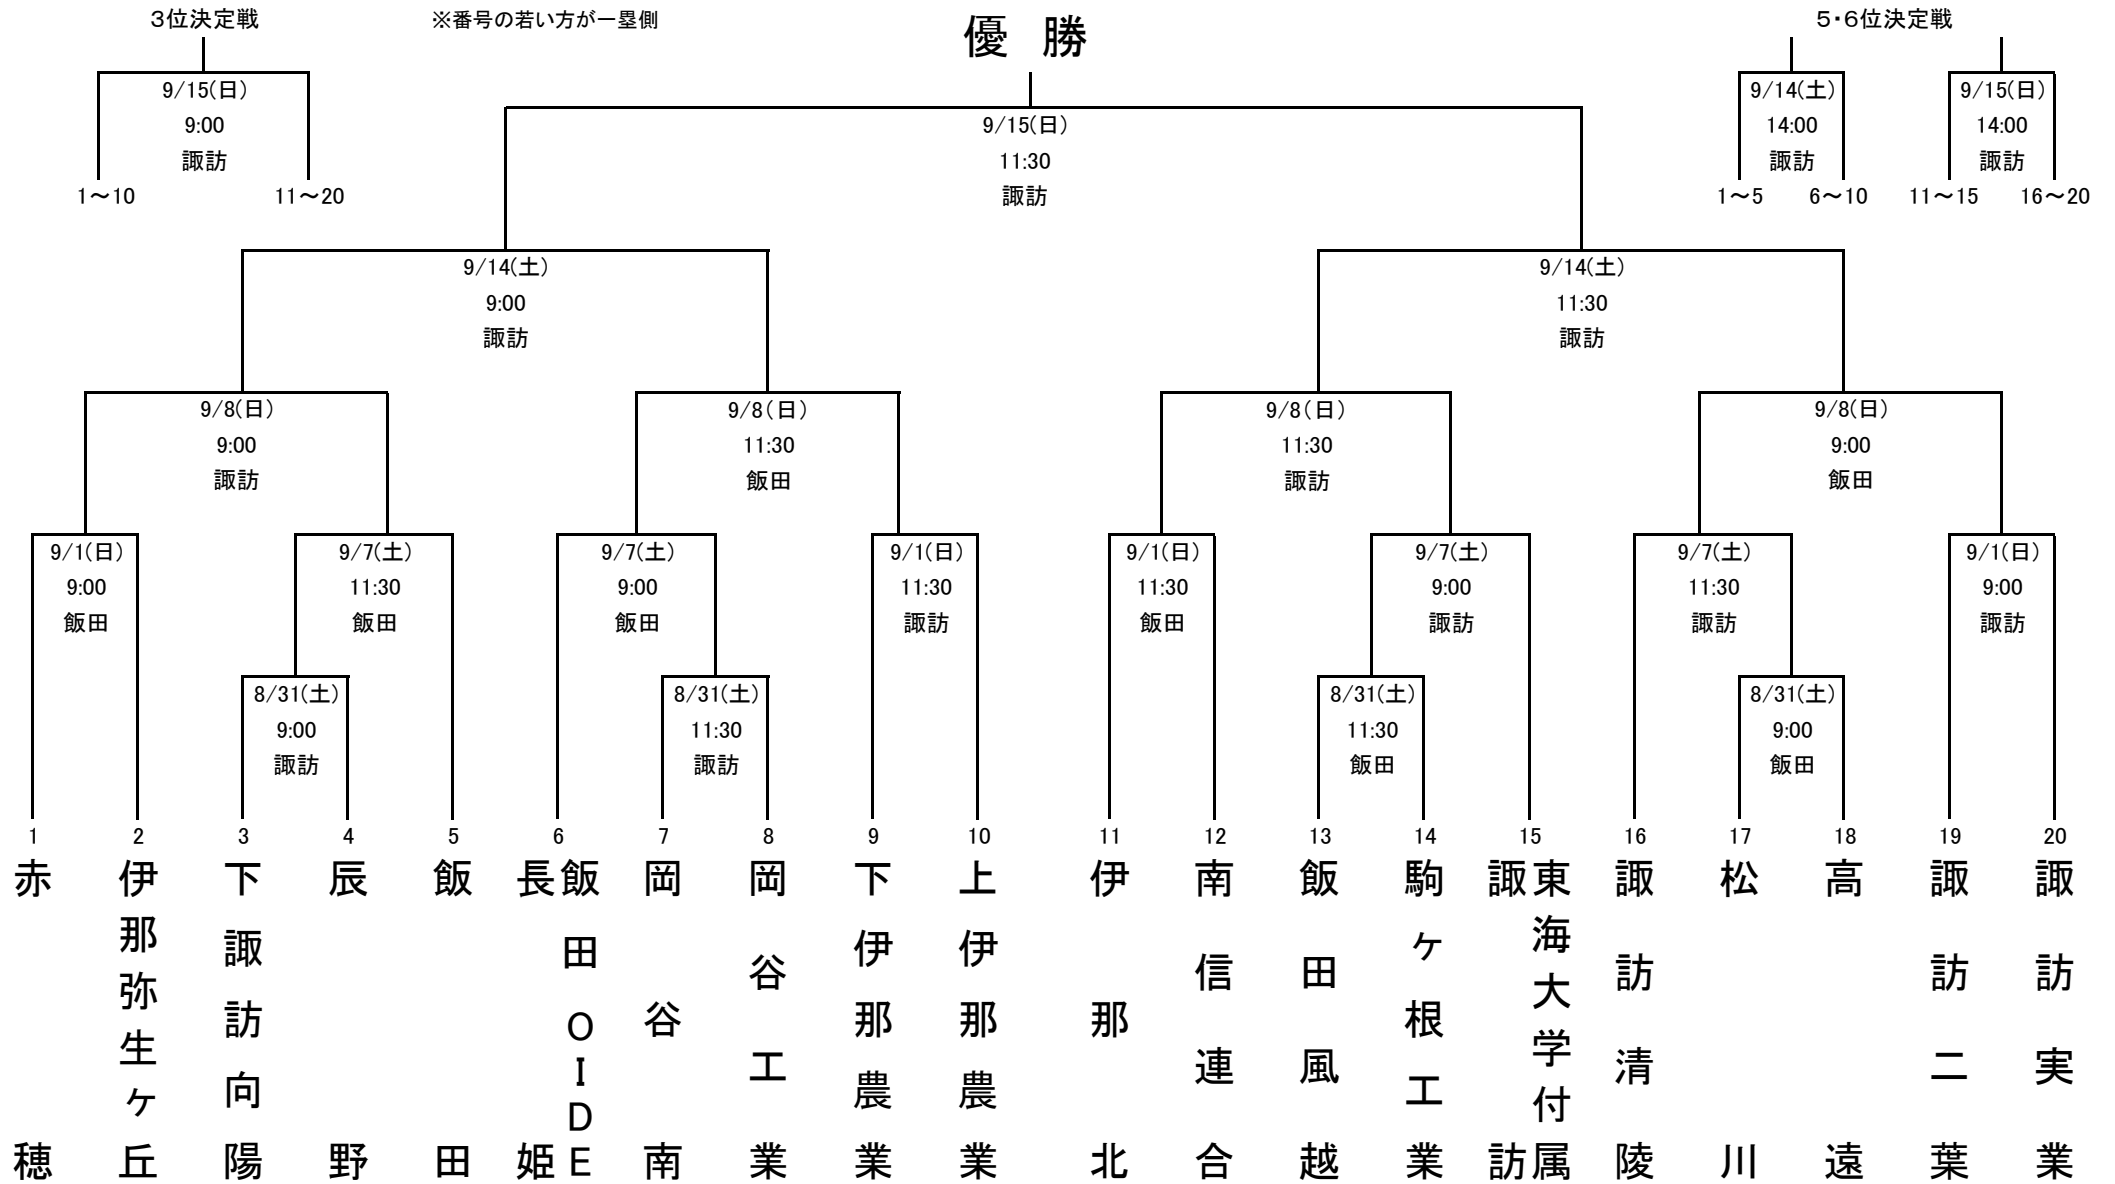 3位決定戦
※番号の若い方が一塁側
優 勝
5・6位決定戦
9/15(日)
9:00
諏訪
1～10
11～20
9/15(日)
11:30
諏訪
9/14(土)
14:00
諏訪
1～5
6～10
9/15(日)
14:00
諏訪
11～15
16～20
9/14(土)
9:00
諏訪
9/14(土)
11:30
諏訪
9/8(日)
9:00
諏訪
9/8(日)
11:30
飯田
9/8(日)
11:30
諏訪
9/8(日)
9:00
飯田
9/1(日)
9:00
飯田
9/7(土)
11:30
飯田
9/7(土)
9:00
飯田
9/1(日)
11:30
諏訪
9/1(日)
11:30
飯田
9/7(土)
9:00
諏訪
9/7(土)
11:30
諏訪
9/1(日)
9:00
諏訪
8/31(土)
9:00
諏訪
8/31(土)
11:30
諏訪
8/31(土)
11:30
飯田
8/31(土)
9:00
飯田
1
赤穂
2
伊那弥生ヶ丘
3
下諏訪向陽
4
辰野
5
飯田
6
飯田OIDE
長姫
7
岡谷南
8
岡谷工業
9
下伊那農業
10
上伊那農業
11
伊那北
12
南信連合
13
飯田風越
14
駒ヶ根工業
15
東海大学付属
諏訪
16
諏訪清陵
17
松川
18
高遠
19
諏訪二葉
20
諏訪実業